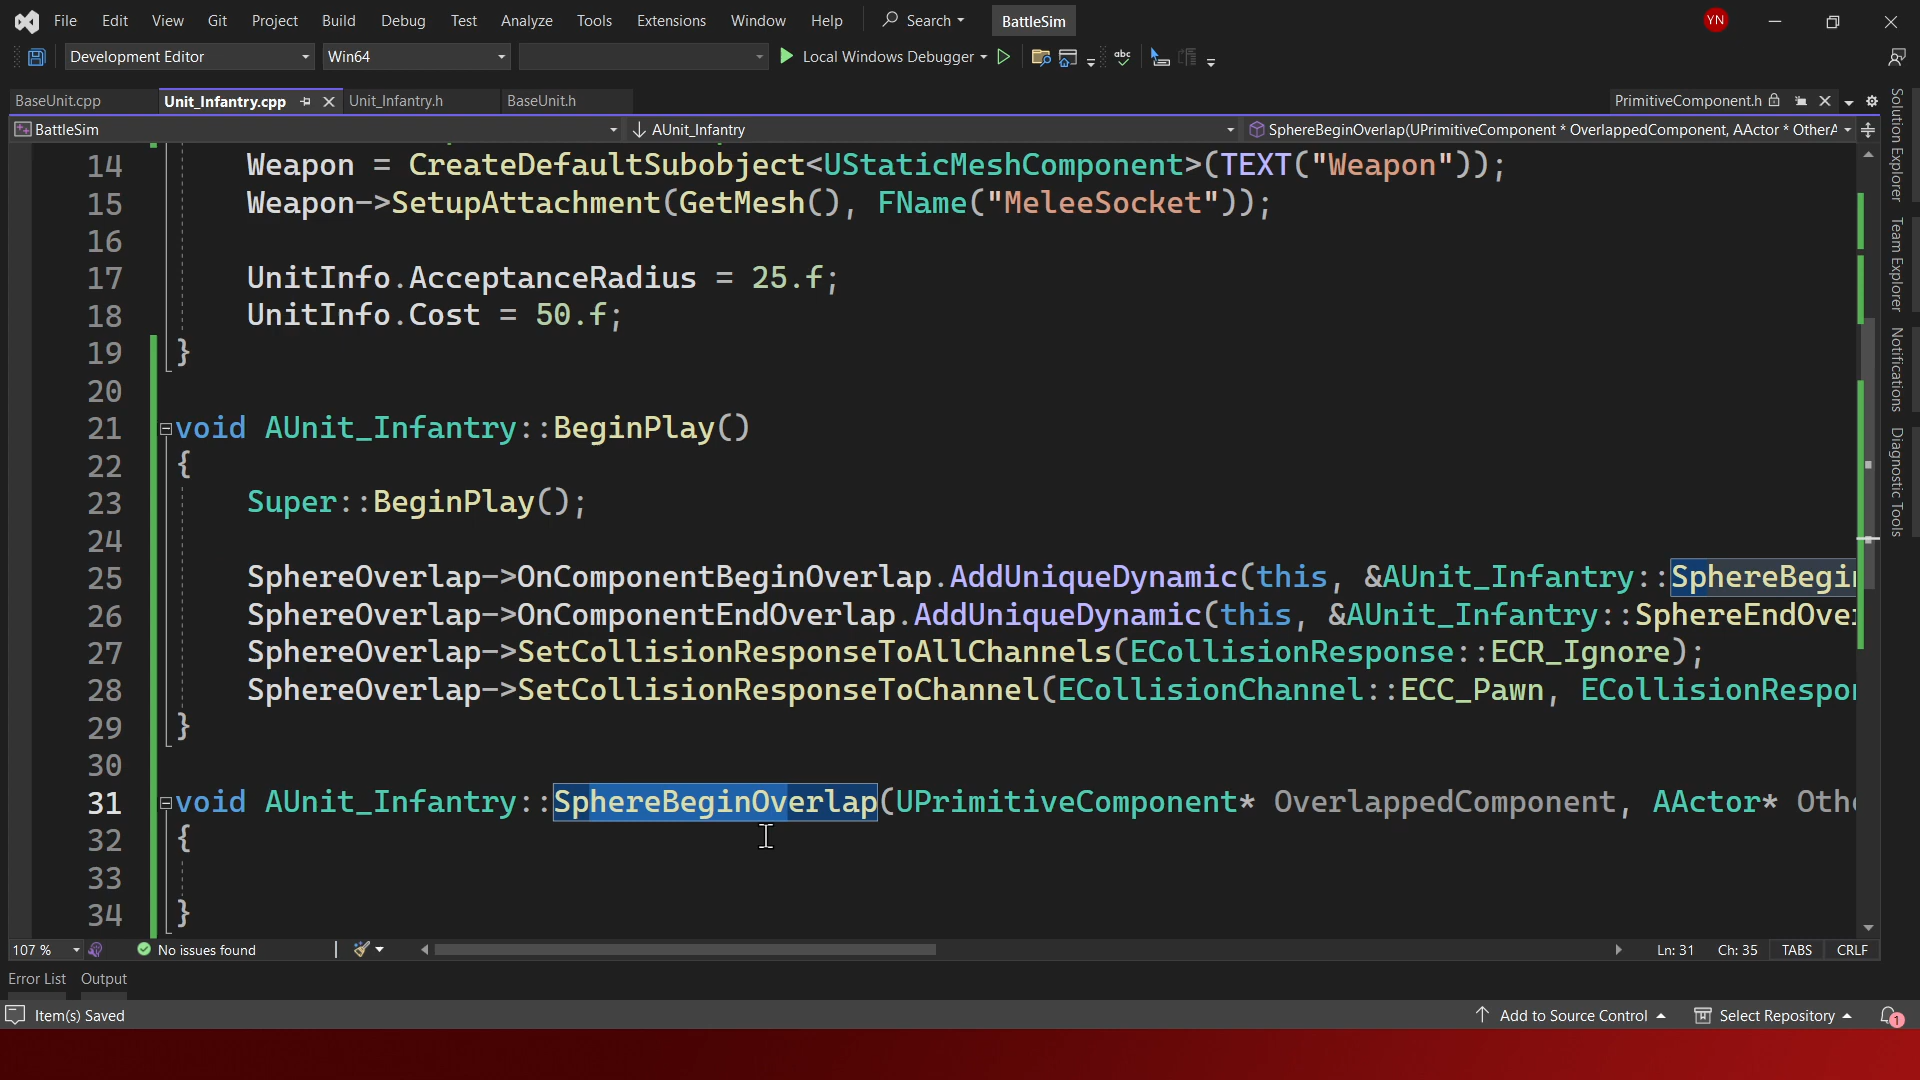 File Edit View Git Project Build Debug Test Analyze Tools Extensions Window Help Search BattleSim YN
Development Editor Win64 Local Windows Debugger
BaseUnit.cpp Unit_Infantry.cpp Unit_Infantry.h BaseUnit.h PrimitiveComponent.h
BattleSim AUnit_Infantry SphereBeginOverlap(UPrimitiveComponent * OverlappedComponent, AActor * OtherA
14 Weapon = CreateDefaultSubobject<UStaticMeshComponent>(TEXT("Weapon"));
15 Weapon->SetupAttachment(GetMesh(), FName("MeleeSocket"));
16
17 UnitInfo.AcceptanceRadius = 25.f;
18 UnitInfo.Cost = 50.f;
19 }
20
21 void AUnit_Infantry::BeginPlay()
22 {
23 Super::BeginPlay();
24
25 SphereOverlap->OnComponentBeginOverlap.AddUniqueDynamic(this, &AUnit_Infantry::SphereBegin
26 SphereOverlap->OnComponentEndOverlap.AddUniqueDynamic(this, &AUnit_Infantry::SphereEndOver
27 SphereOverlap->SetCollisionResponseToAllChannels(ECollisionResponse::ECR_Ignore);
28 SphereOverlap->SetCollisionResponseToChannel(ECollisionChannel::ECC_Pawn, ECollisionRespon
29 }
30
31 void AUnit_Infantry::SphereBeginOverlap(UPrimitiveComponent* OverlappedComponent, AActor* Othe
32 {
33
34 }
Solution Explorer
Team Explorer
Notifications
Diagnostic Tools
107 % No issues found Ln: 31 Ch: 35 TABS CRLF
Error List Output
Item(s) Saved Add to Source Control Select Repository 1